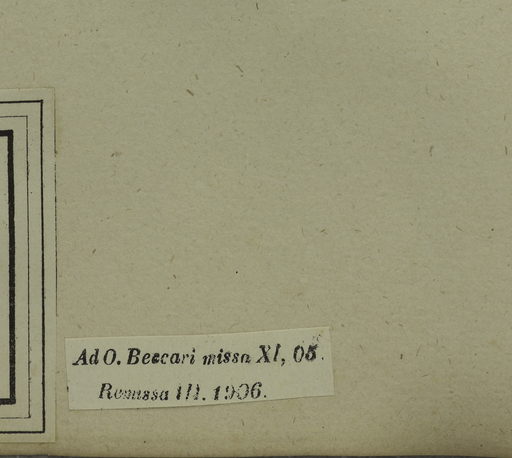 Ad O. Beccari missa XI, 05.
Remissa III. 1906.